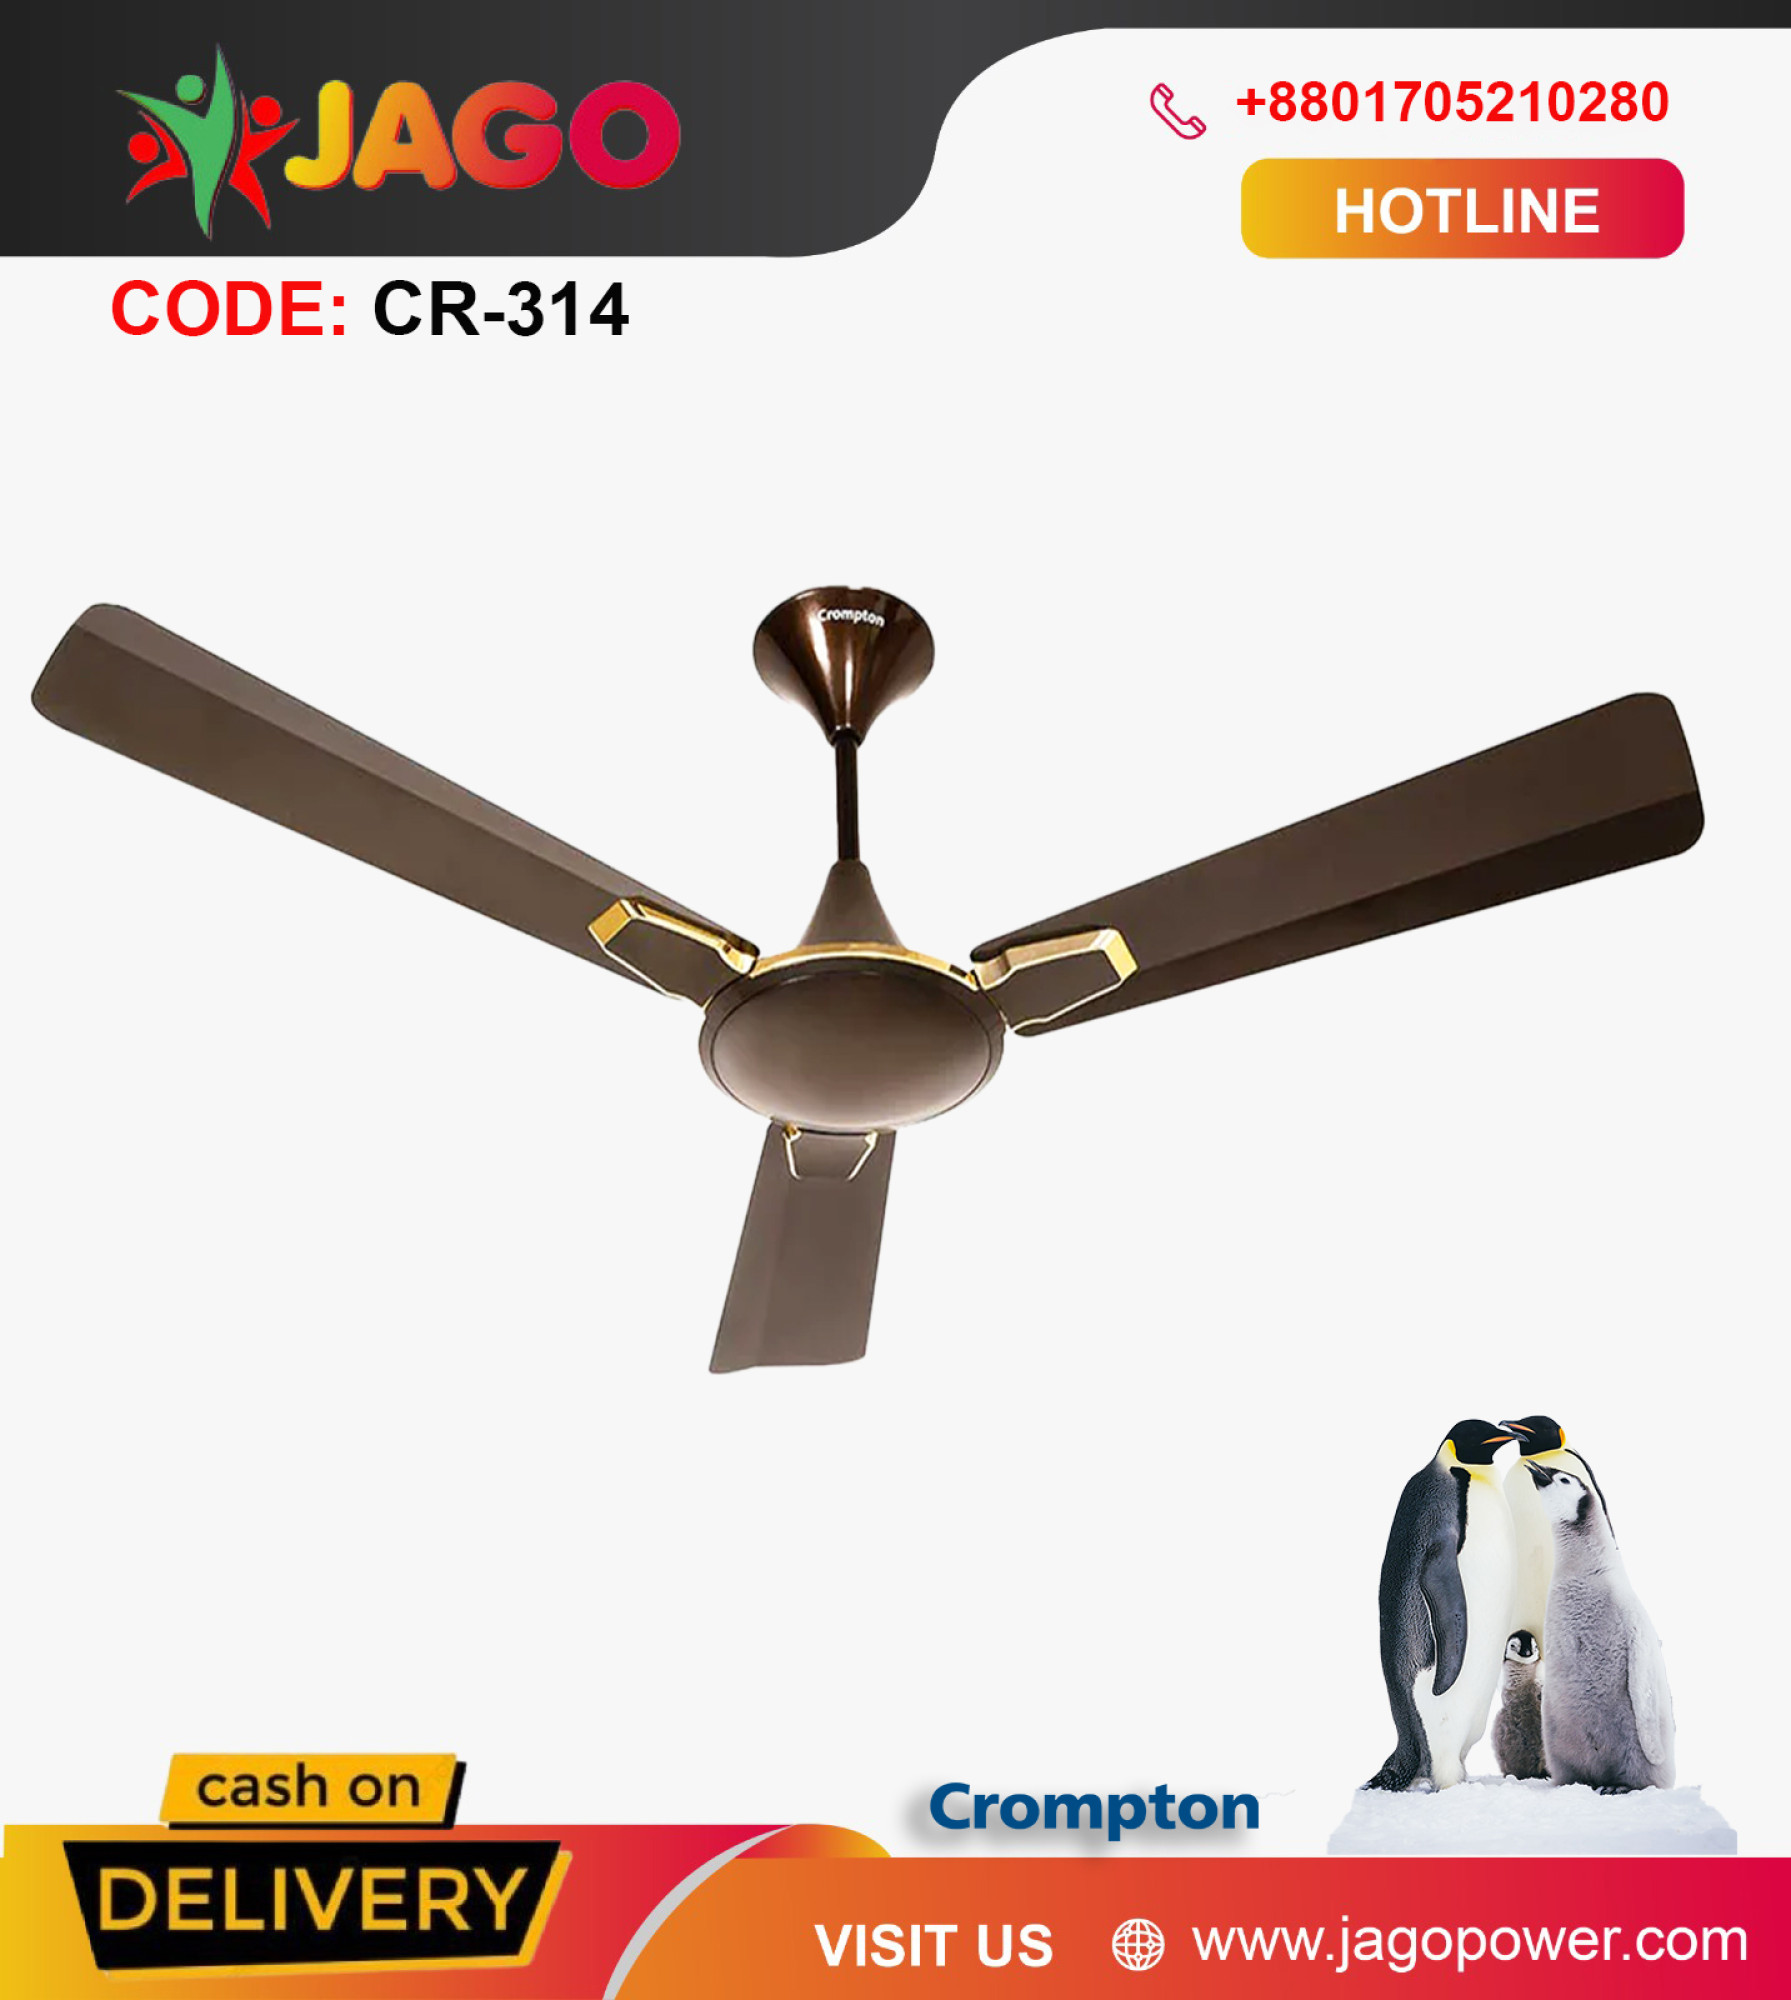 JAGO
+8801705210280
HOTLINE
CODE: CR-314
Crompton
cash on
DELIVERY
Crompton
VISIT US www.jagopower.com